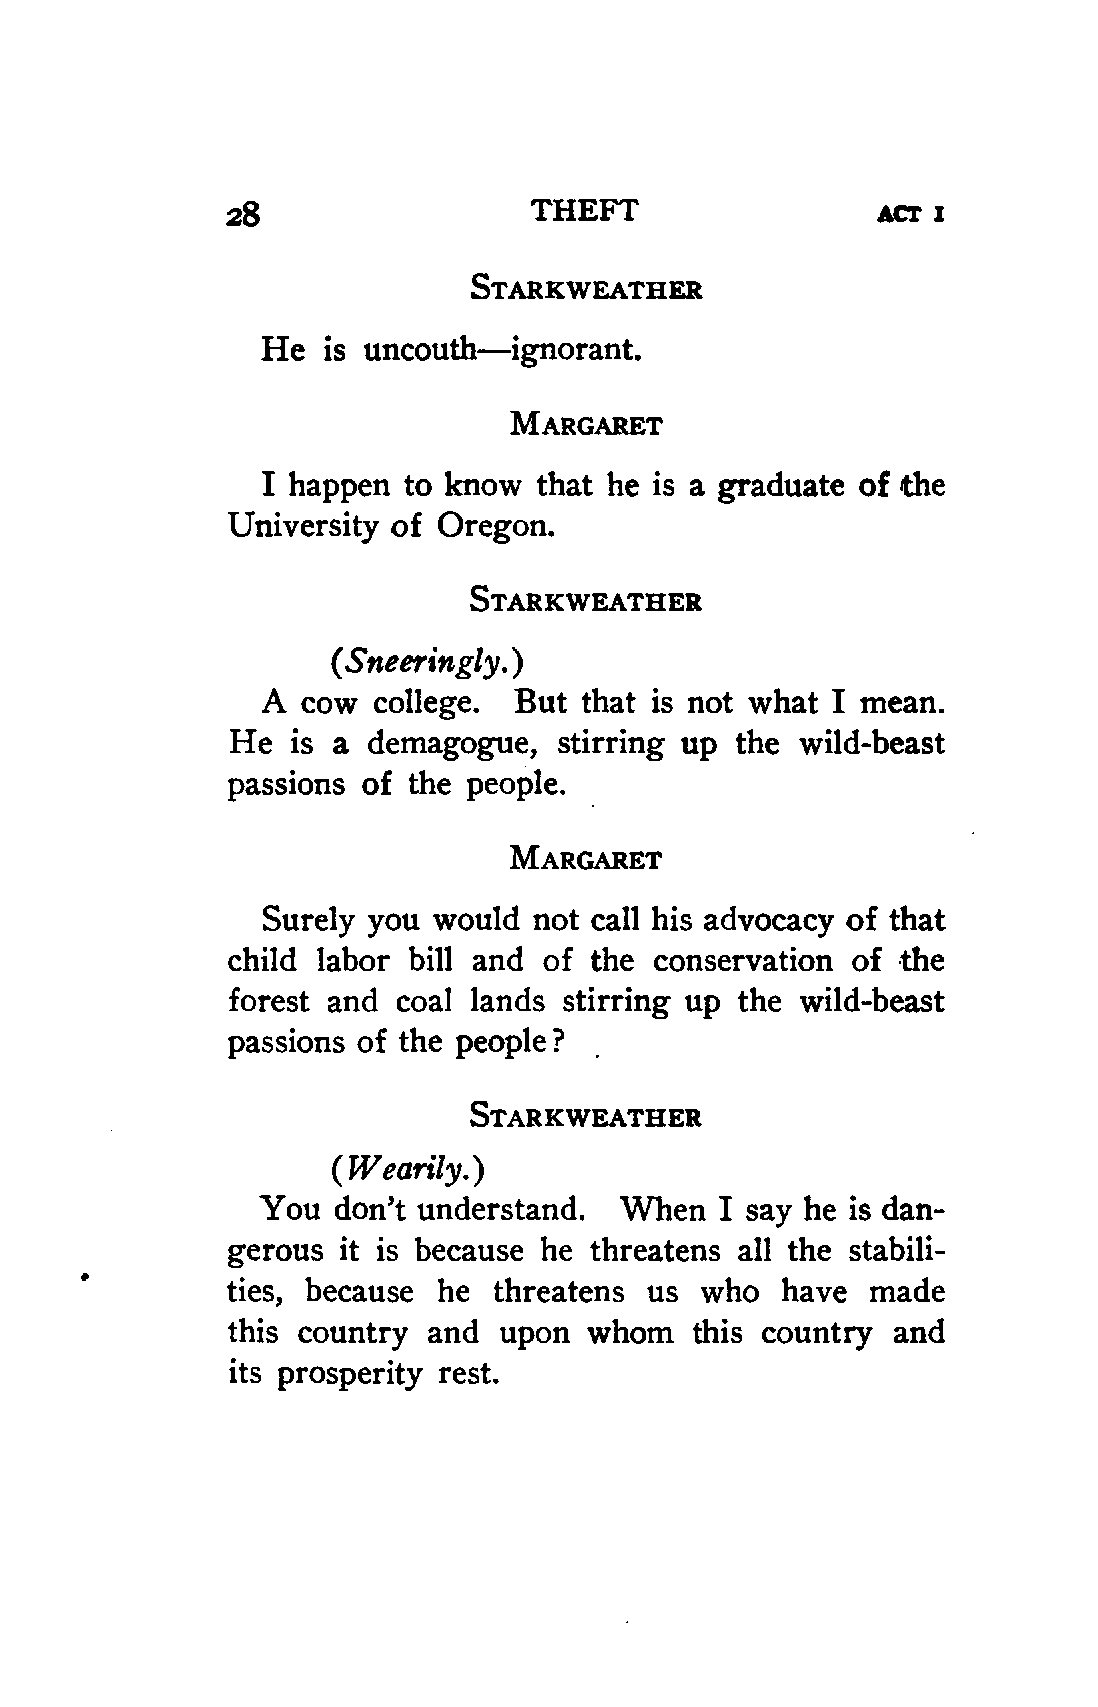 28 THEFT ACT I
STARKWEATHER
He is uncouth—ignorant.
MARGARET
I happen to know that he is a graduate of the
University of Oregon.
STARKWEATHER
(Sneeringly.)
A cow college. But that is not what I mean.
He is a demagogue, stirring up the wild-beast
passions of the people.
MARGARET
Surely you would not call his advocacy of that
child labor bill and of the conservation of the
forest and coal lands stirring up the wild-beast
passions of the people?
STARKWEATHER
(Wearily.)
You don't understand. When I say he is dan-
gerous it is because he threatens all the stabili-
ties, because he threatens us who have made
this country and upon whom this country and
its prosperity rest.